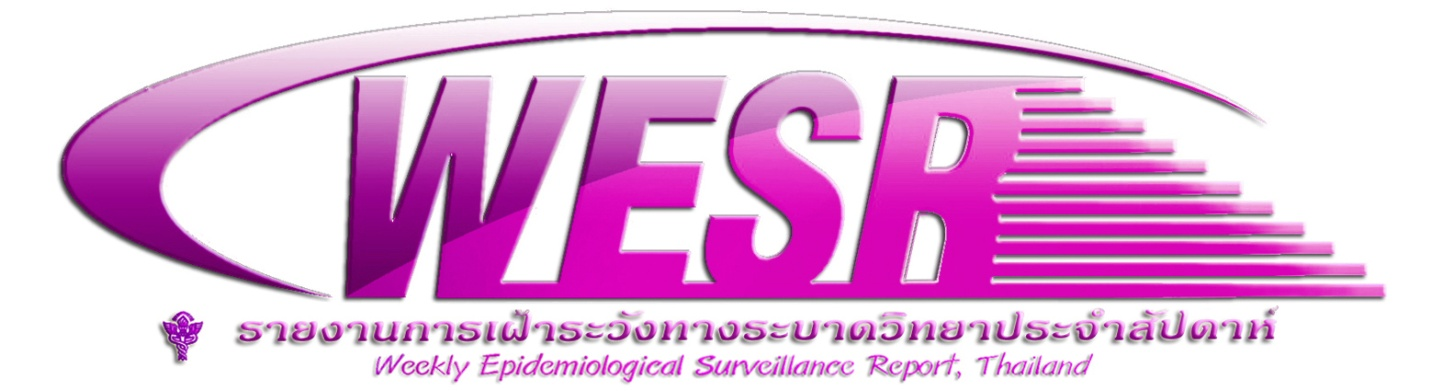 WESR
รายงานการเฝ้าระวังทางระบาดวิทยาประจำสัปดาห์
Weekly Epidemiological Surveillance Report, Thailand